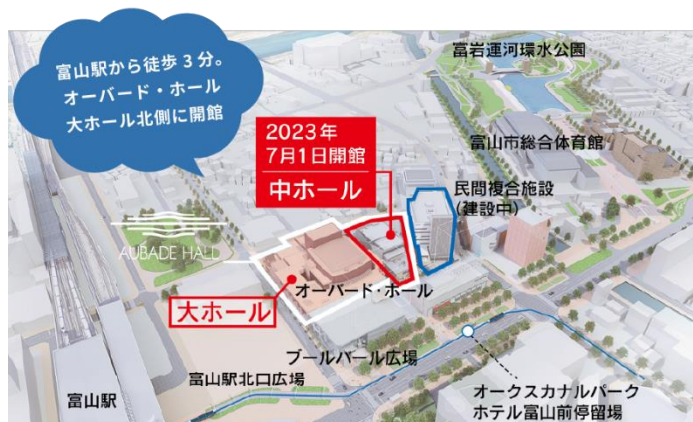 富山駅から徒歩3分。
オーバード・ホール
大ホール北側に開館
富岩運河環水公園
富山市総合体育館
2023年
7月1日開館
中ホール
民間複合施設
(建設中)
AUBADE HALL
オーバード・ホール
大ホール
ブールバール広場
富山駅北口広場
富山駅
オークスカナルパーク
ホテル富山前停留場